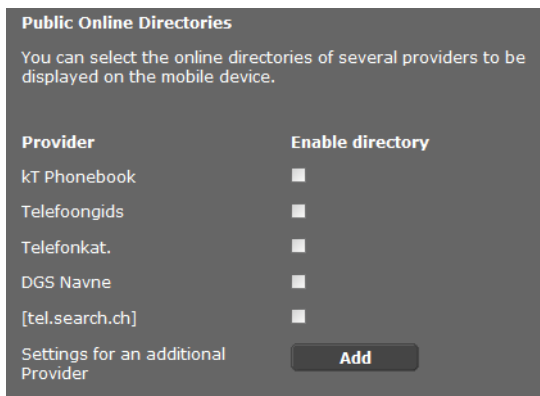 Public Online Directories
You can select the online directories of several providers to be
displayed on the mobile device.
Provider Enable directory
kT Phonebook
Telefoongids
Telefonkat.
DGS Navne
[tel.search.ch]
Settings for an additional Add
Provider